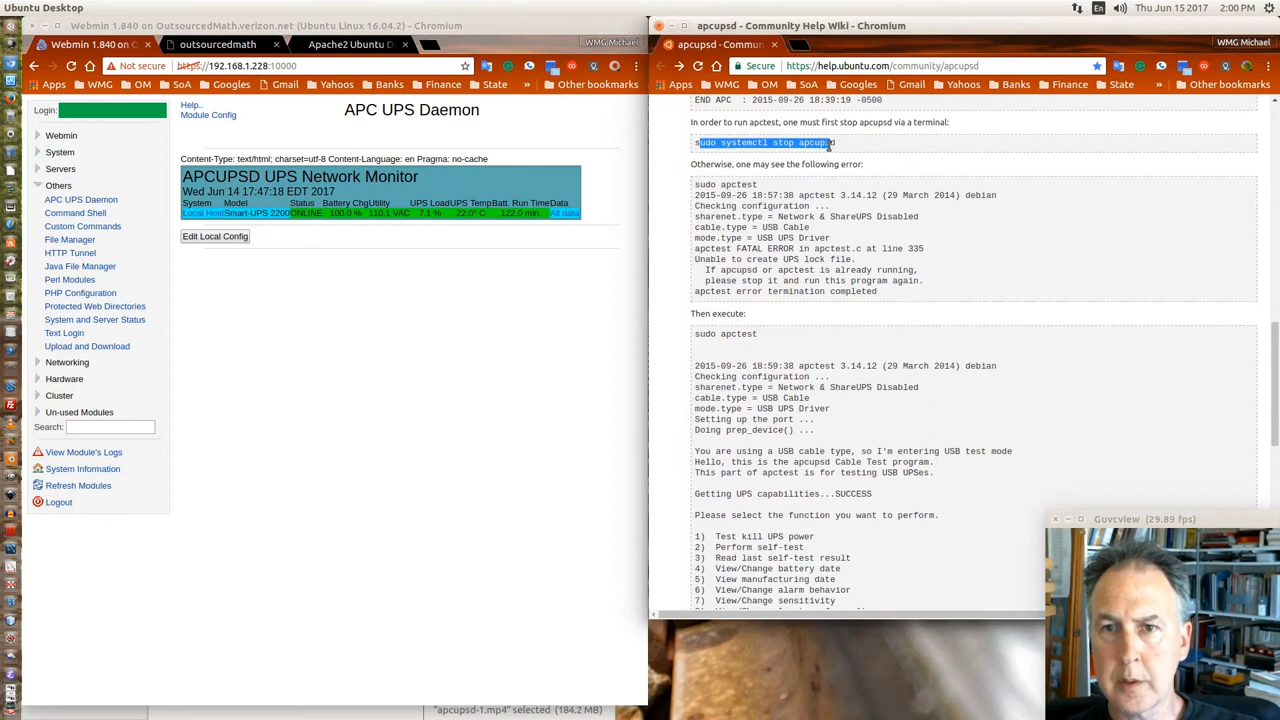 Ubuntu Desktop
En
Thu Jun 15 2017
2:00 PM
Webmin 1.840 on OutsourcedMath.verizon.net (Ubuntu Linux 16.04.2) - Chromium
Webmin 1.840 on O
outsourcedmath
Apache2 Ubuntu D
WMG Michael
Not secure
https://192.168.1.228:10000
Apps
WMG
OM
SoA
Googles
Gmail
Yahoos
Banks
Finance
State
»
Other bookmarks
Login:
Webmin
System
Servers
Others
APC UPS Daemon
Command Shell
Custom Commands
File Manager
HTTP Tunnel
Java File Manager
Perl Modules
PHP Configuration
Protected Web Directories
System and Server Status
Text Login
Upload and Download
Networking
Hardware
Cluster
Un-used Modules
Search:
View Module's Logs
System Information
Refresh Modules
Logout
Help..
Module Config
APC UPS Daemon
Content-Type: text/html; charset=utf-8 Content-Language: en Pragma: no-cache
APCUPSD UPS Network Monitor
Wed Jun 14 17:47:18 EDT 2017
System Model Status Battery Chg Utility UPS Load UPS Temp Batt. Run Time Data
Local Host Smart-UPS 2200 ONLINE 100.0 % 110.1 VAC 7.1 % 22.0° C 122.0 min. All data
Edit Local Config
apcupsd - Community Help Wiki - Chromium
apcupsd - Commun
WMG Michael
Secure
https://help.ubuntu.com/community/apcupsd
Apps
WMG
OM
SoA
Googles
Gmail
Yahoos
Banks
Finance
State
»
Other bookmarks
END APC : 2015-09-26 18:39:19 -0500
In order to run apctest, one must first stop apcupsd via a terminal:
sudo systemctl stop apcupsd
Otherwise, one may see the following error:
sudo apctest
2015-09-26 18:57:38 apctest 3.14.12 (29 March 2014) debian
Checking configuration ...
sharenet.type = Network & ShareUPS Disabled
cable.type = USB Cable
mode.type = USB UPS Driver
apctest FATAL ERROR in apctest.c at line 335
Unable to create UPS lock file.
If apcupsd or apctest is already running,
please stop it and run this program again.
apctest error termination completed
Then execute:
sudo apctest
2015-09-26 18:59:38 apctest 3.14.12 (29 March 2014) debian
Checking configuration ...
sharenet.type = Network & ShareUPS Disabled
cable.type = USB Cable
mode.type = USB UPS Driver
Setting up the port ...
Doing prep_device() ...
You are using a USB cable type, so I'm entering USB test mode
Hello, this is the apcupsd Cable Test program.
This part of apctest is for testing USB UPSes.
Getting UPS capabilities...SUCCESS
Please select the function you want to perform.
1) Test kill UPS power
2) Perform self-test
3) Read last self-test result
4) View/Change battery date
5) View manufacturing date
6) View/Change alarm behavior
7) View/Change sensitivity
Guvcview (29.89 fps)
"apcupsd-1.mp4" selected (184.2 MB)